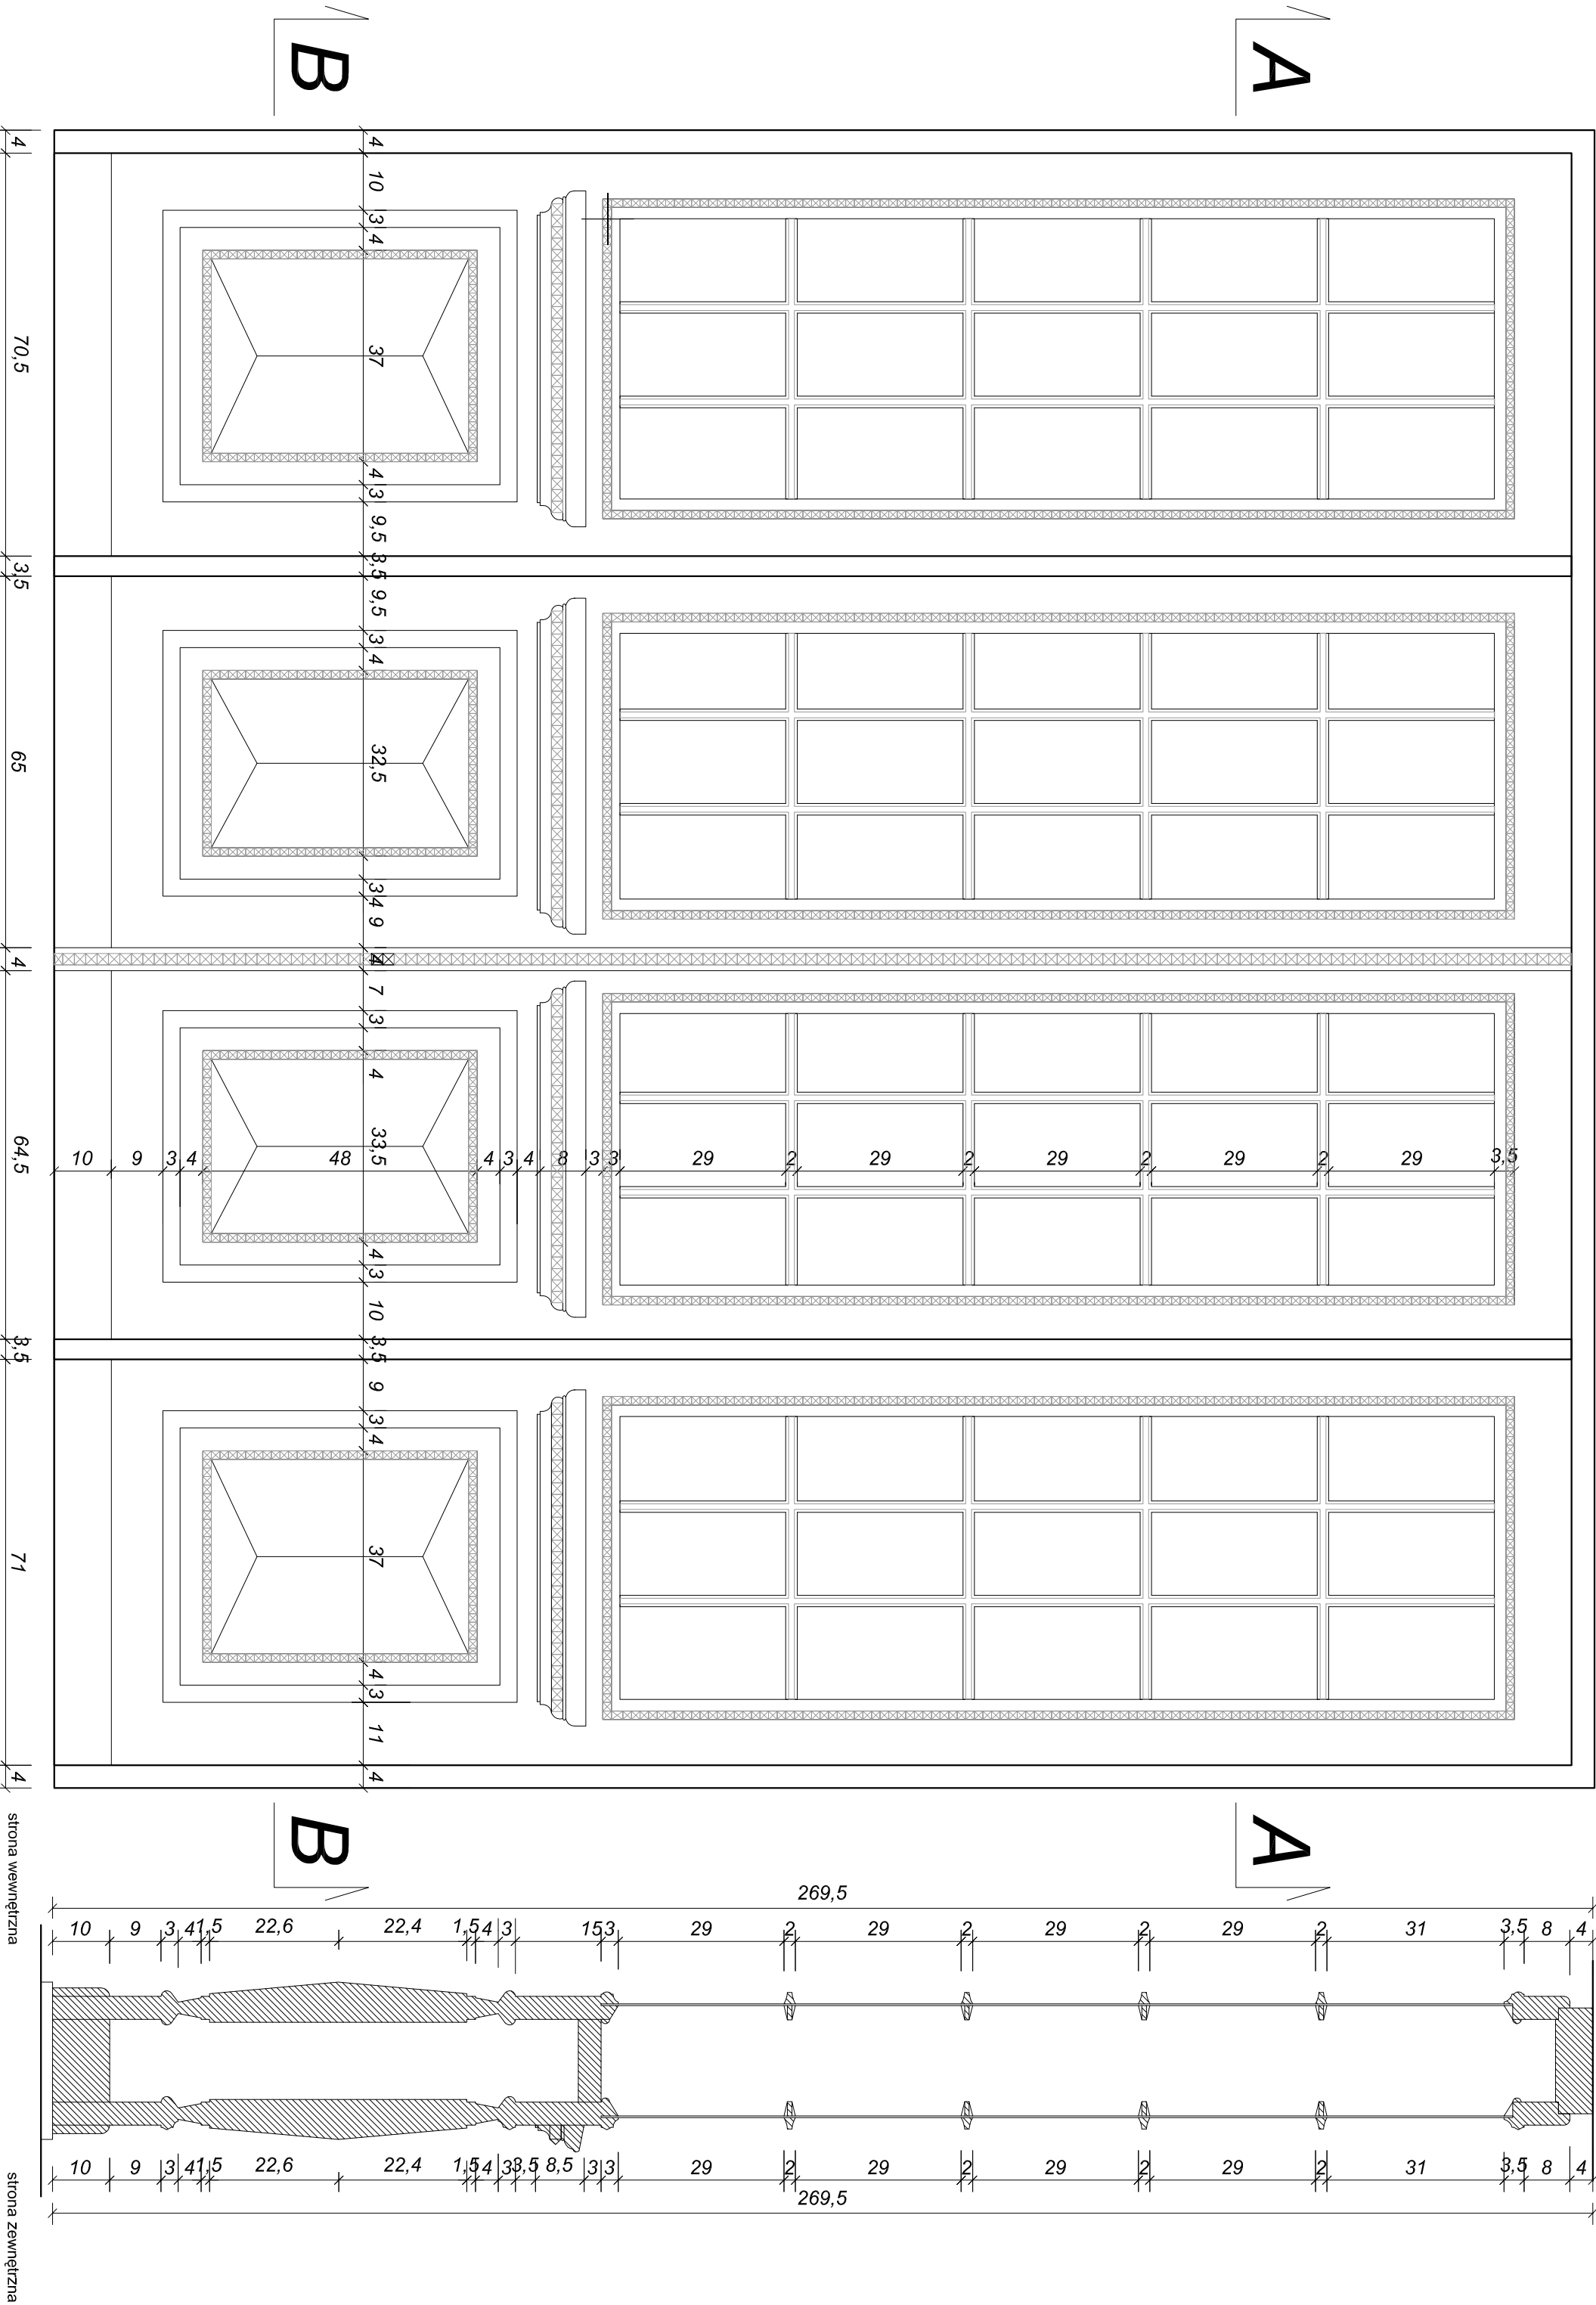 B
A
4 70,5 3,5 65 4 64,5 3,5 71 4
4 10 3 4 37 4 3 9,5 3,5 9,5 3 4 32,5 3 4 9 4 7 3 4 33,5 4 3 10 3,5 9 3 4 37 4 3 11 4
10 9 3 4 48 4 3 4 8 3 3 29 2 29 2 29 2 29 2 29 3,5
B
A
269,5
10 9 3 4 1,5 22,6 22,4 1,5 4 3 15 3 29 2 29 2 29 2 29 2 31 3,5 8 4
10 9 3 4 1,5 22,6 22,4 1,5 4 3 3,5 8,5 3 3 29 2 29 2 29 2 29 2 31 3,5 8 4
269,5
strona wewnętrzna
strona zewnętrzna